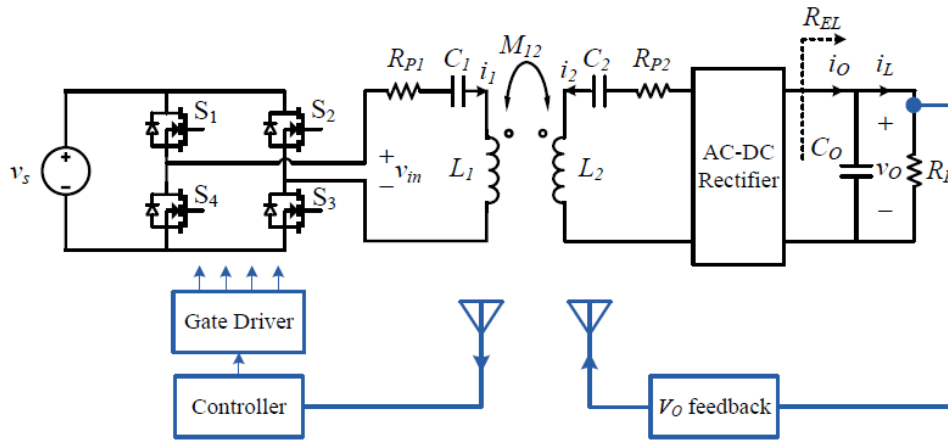 R_EL
M_12
R_P1 C_1 i_1 i_2 C_2 R_P2 i_O i_L
S_1 S_2
+ +
v_s + − v_in L_1 L_2 AC-DC Rectifier C_O v_O
− −
S_4 S_3
Gate Driver
Controller
V_O feedback